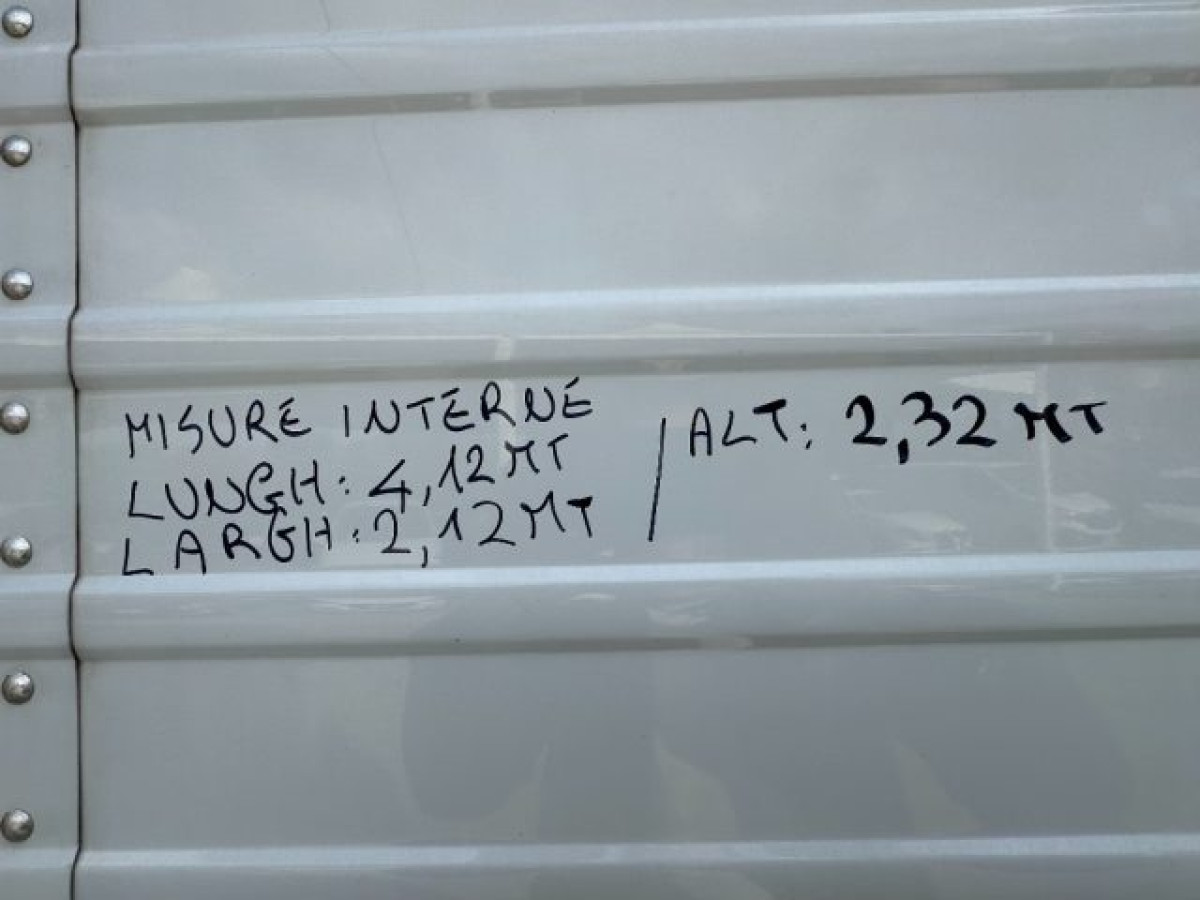 MISURE INTERNE
LUNGH: 4,12 MT
LARGH: 2,12 MT
/ ALT: 2,32 MT